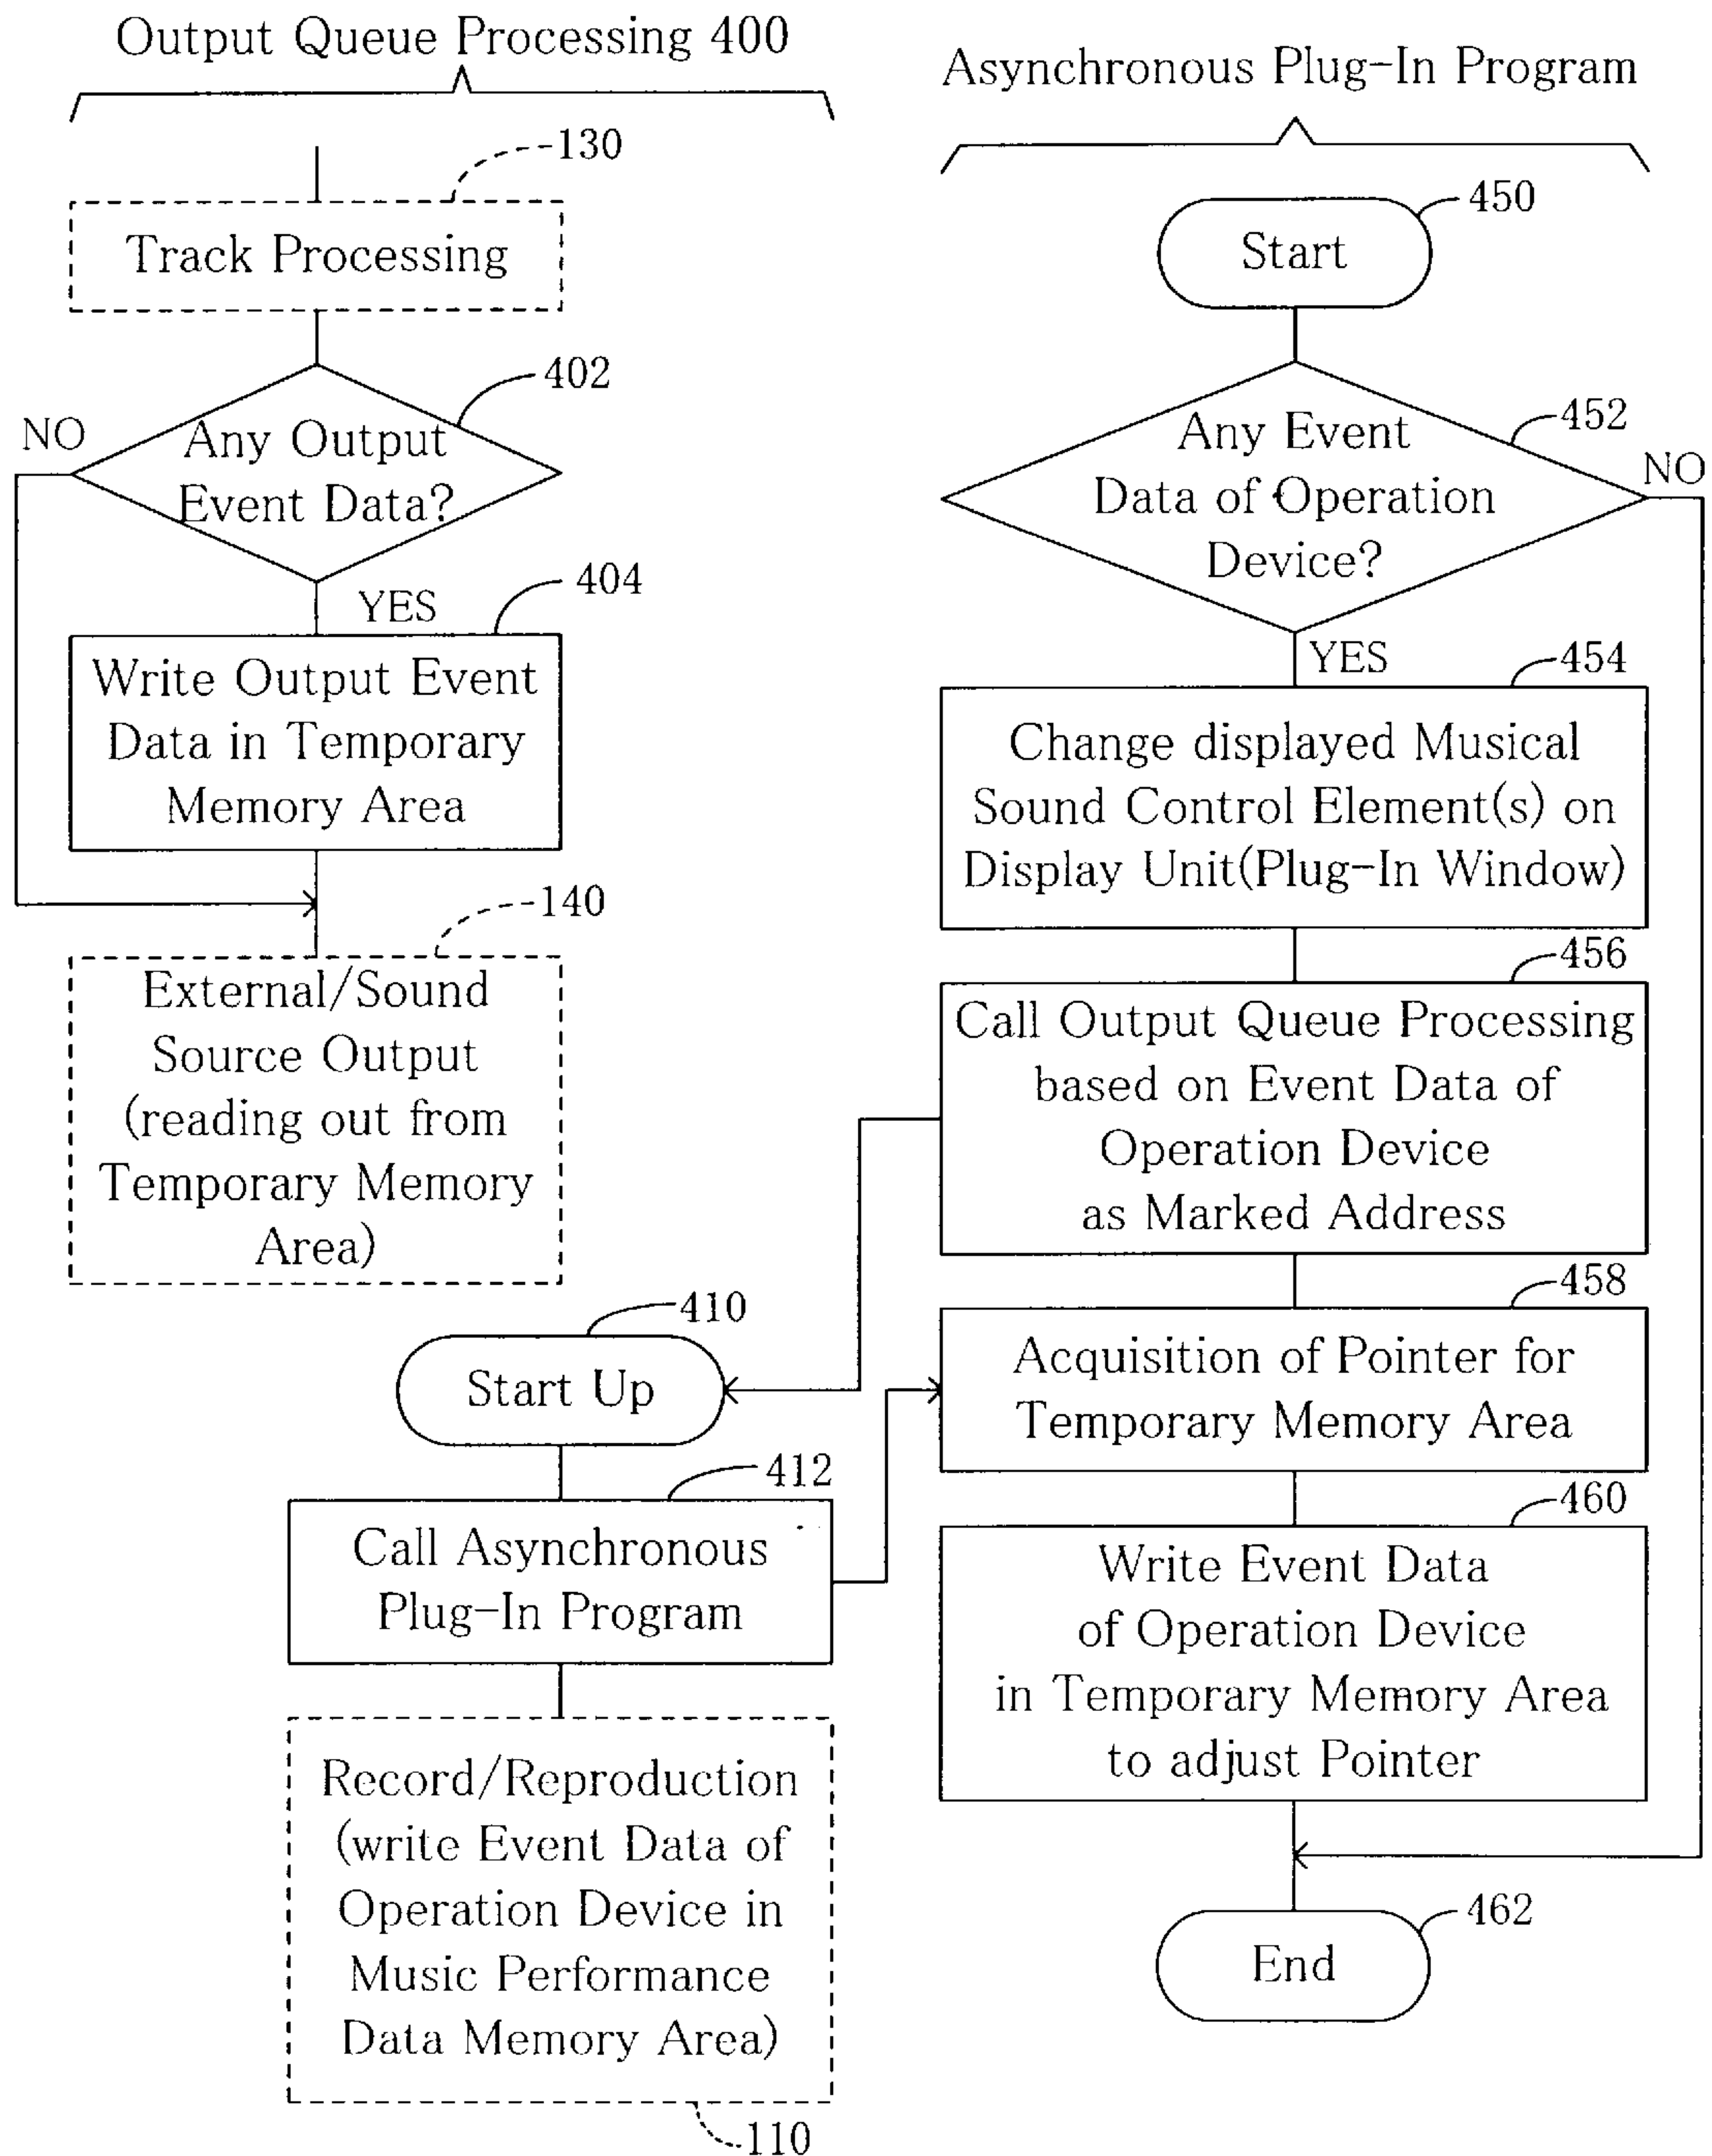 Output Queue Processing 400
130
Track Processing
402
NO
Any Output
Event Data?
404
YES
Write Output Event
Data in Temporary
Memory Area
140
External/Sound
Source Output
(reading out from
Temporary Memory
Area)
410
Start Up
412
Call Asynchronous
Plug-In Program
Record/Reproduction
(write Event Data of
Operation Device in
Music Performance
Data Memory Area)
110
Asynchronous Plug-In Program
450
Start
452
Any Event
Data of Operation
Device?
NO
YES
454
Change displayed Musical
Sound Control Element(s) on
Display Unit(Plug-In Window)
456
Call Output Queue Processing
based on Event Data of
Operation Device
as Marked Address
458
Acquisition of Pointer for
Temporary Memory Area
460
Write Event Data
of Operation Device
in Temporary Memory Area
to adjust Pointer
462
End